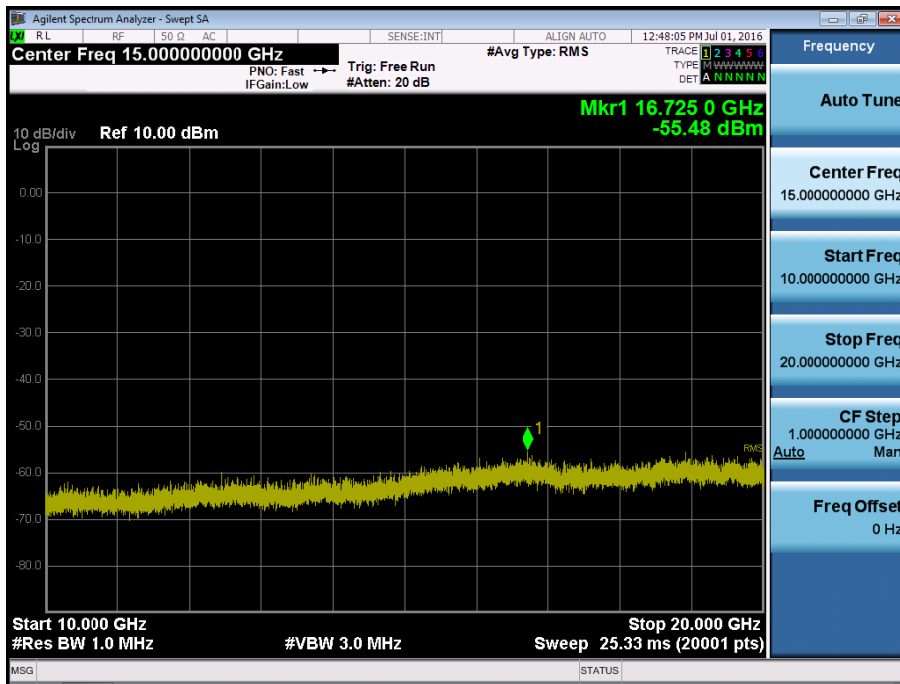 Agilent Spectrum Analyzer - Swept SA
LXI RL RF 50 Ω AC SENSE:INT ALIGN AUTO 12:48:05 PM Jul 01, 2016
Center Freq 15.000000000 GHz
PNO: Fast
IFGain:Low
Trig: Free Run
#Atten: 20 dB
#Avg Type: RMS
TRACE 1 2 3 4 5 6
TYPE M WWWWW
DET A N N N N N
Mkr1 16.725 0 GHz
-55.48 dBm
10 dB/div Ref 10.00 dBm
Log
0.00
-10.0
-20.0
-30.0
-40.0
-50.0
-60.0
-70.0
-80.0
1
RMS
Start 10.000 GHz Stop 20.000 GHz
#Res BW 1.0 MHz #VBW 3.0 MHz Sweep 25.33 ms (20001 pts)
MSG STATUS
Frequency
Auto Tune
Center Freq
15.000000000 GHz
Start Freq
10.000000000 GHz
Stop Freq
20.000000000 GHz
CF Step
1.000000000 GHz
Auto Man
Freq Offset
0 Hz